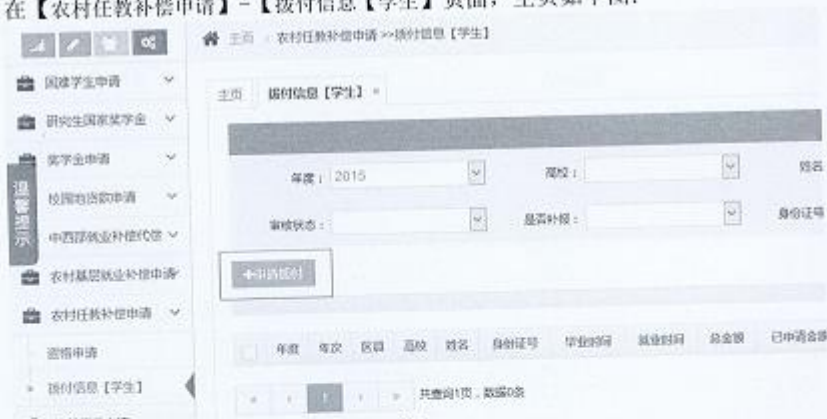 在【农村任教补偿申请】-【拨付信息【学生】页面，主页如下图:
主页 农村任教补偿申请 >>拨付信息【学生】
困难学生申请
研究生国家奖学金
奖学金申请
校园地贷款申请
中西部就业补偿代偿
农村基层就业补偿申请
农村任教补偿申请
资格申请
拨付信息【学生】
温馨提示
主页 拨付信息【学生】
年度： 2015 高校： 姓名
审核状态： 是否补报： 身份证号
+申请拨付
年度 年次 区县 高校 姓名 身份证号 毕业时间 就业时间 总金额 已申请金额
1 共查询1页，数据0条